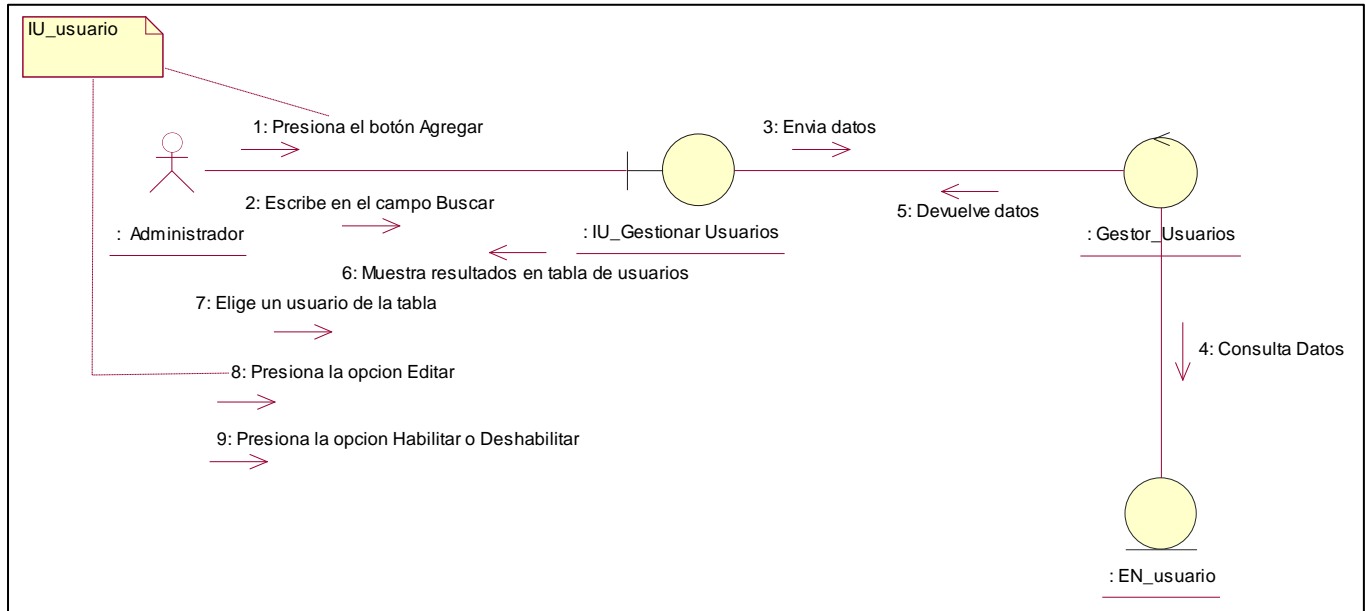 IU_usuario
1: Presiona el botón Agregar
3: Envia datos
2: Escribe en el campo Buscar
5: Devuelve datos
: Administrador
: IU_Gestionar Usuarios
: Gestor_Usuarios
6: Muestra resultados en tabla de usuarios
7: Elige un usuario de la tabla
4: Consulta Datos
8: Presiona la opcion Editar
9: Presiona la opcion Habilitar o Deshabilitar
: EN_usuario